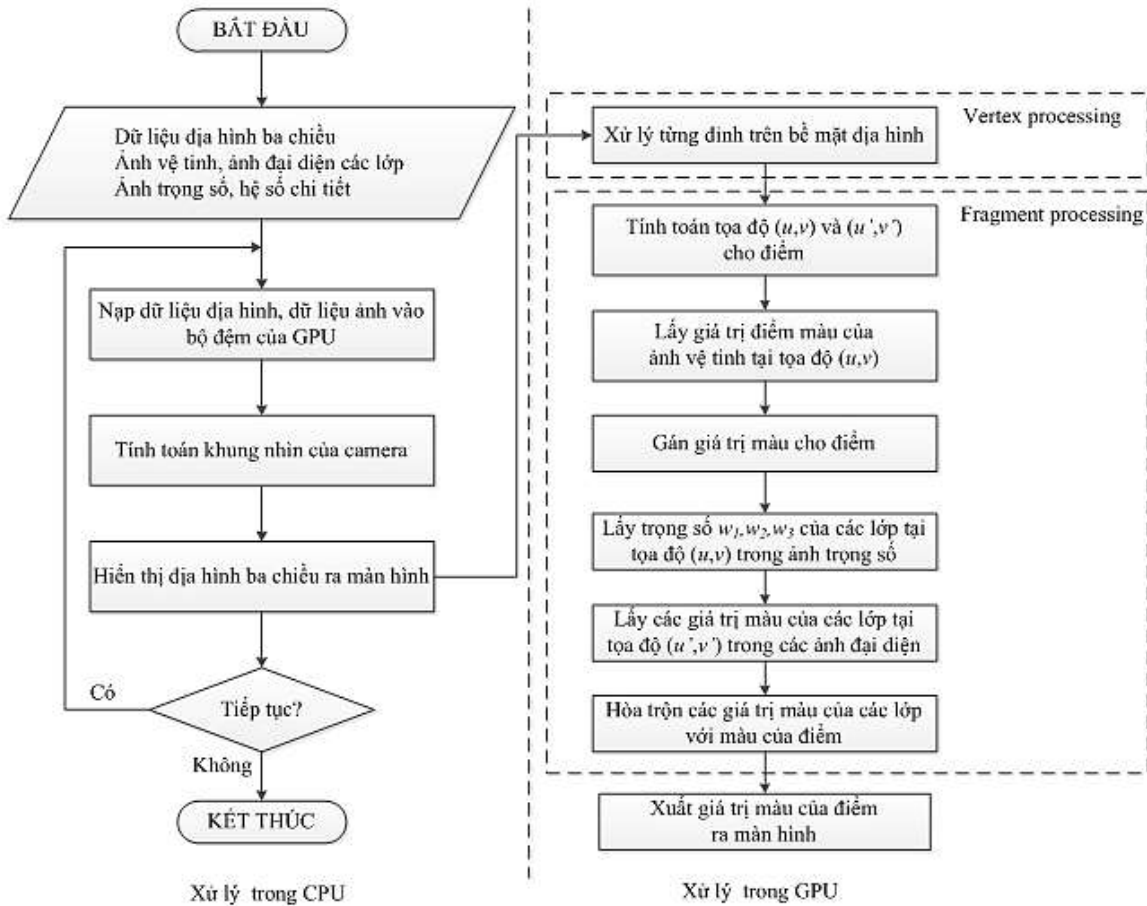 BẮT ĐẦU
Dữ liệu địa hình ba chiều
Ảnh vệ tinh, ảnh đại diện các lớp
Ảnh trọng số, hệ số chi tiết
Nạp dữ liệu địa hình, dữ liệu ảnh vào
bộ đệm của GPU
Tính toán khung nhìn của camera
Hiển thị địa hình ba chiều ra màn hình
Có
Tiếp tục?
Không
KẾT THÚC
Xử lý trong CPU
Vertex processing
Xử lý từng đỉnh trên bề mặt địa hình
Fragment processing
Tính toán tọa độ (u,v) và (u',v')
cho điểm
Lấy giá trị điểm màu của
ảnh vệ tinh tại tọa độ (u,v)
Gán giá trị màu cho điểm
Lấy trọng số w₁,w₂,w₃ của các lớp tại
tọa độ (u,v) trong ảnh trọng số
Lấy các giá trị màu của các lớp tại
tọa độ (u',v') trong các ảnh đại diện
Hòa trộn các giá trị màu của các lớp
với màu của điểm
Xuất giá trị màu của điểm
ra màn hình
Xử lý trong GPU